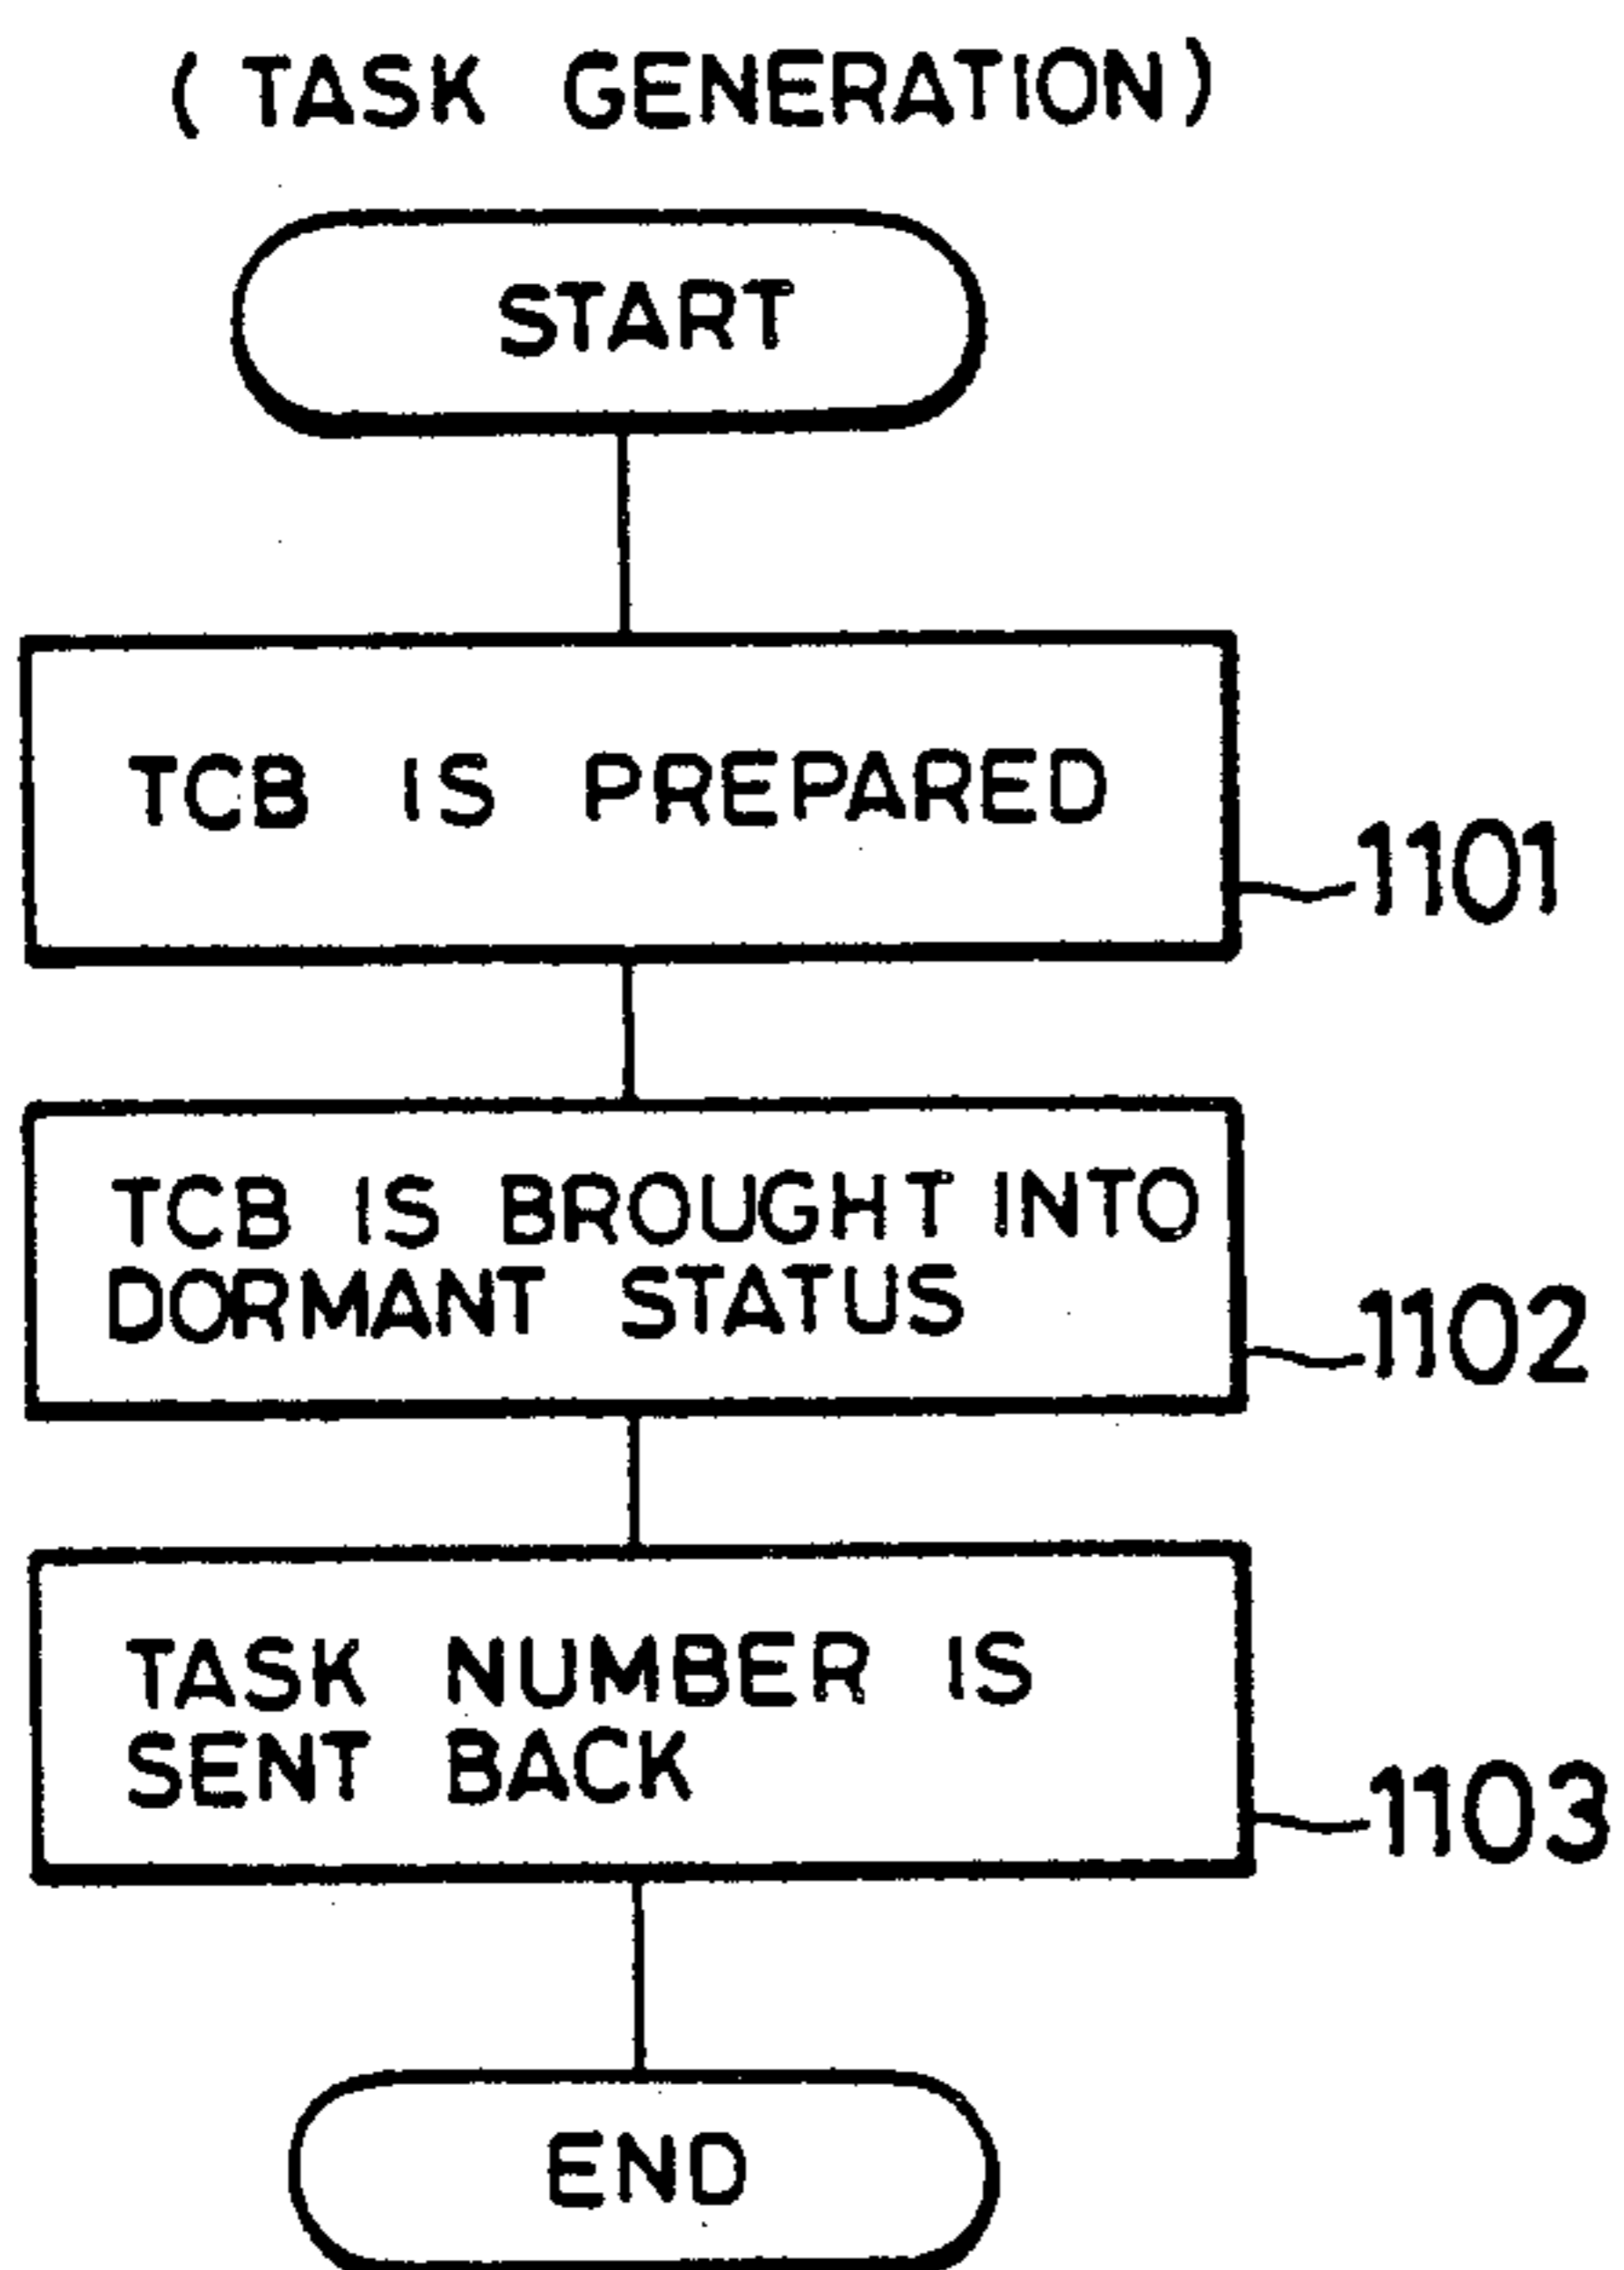 ( TASK GENERATION )
START
TCB IS PREPARED
1101
TCB IS BROUGHT INTO
DORMANT STATUS
1102
TASK NUMBER IS
SENT BACK
1103
END